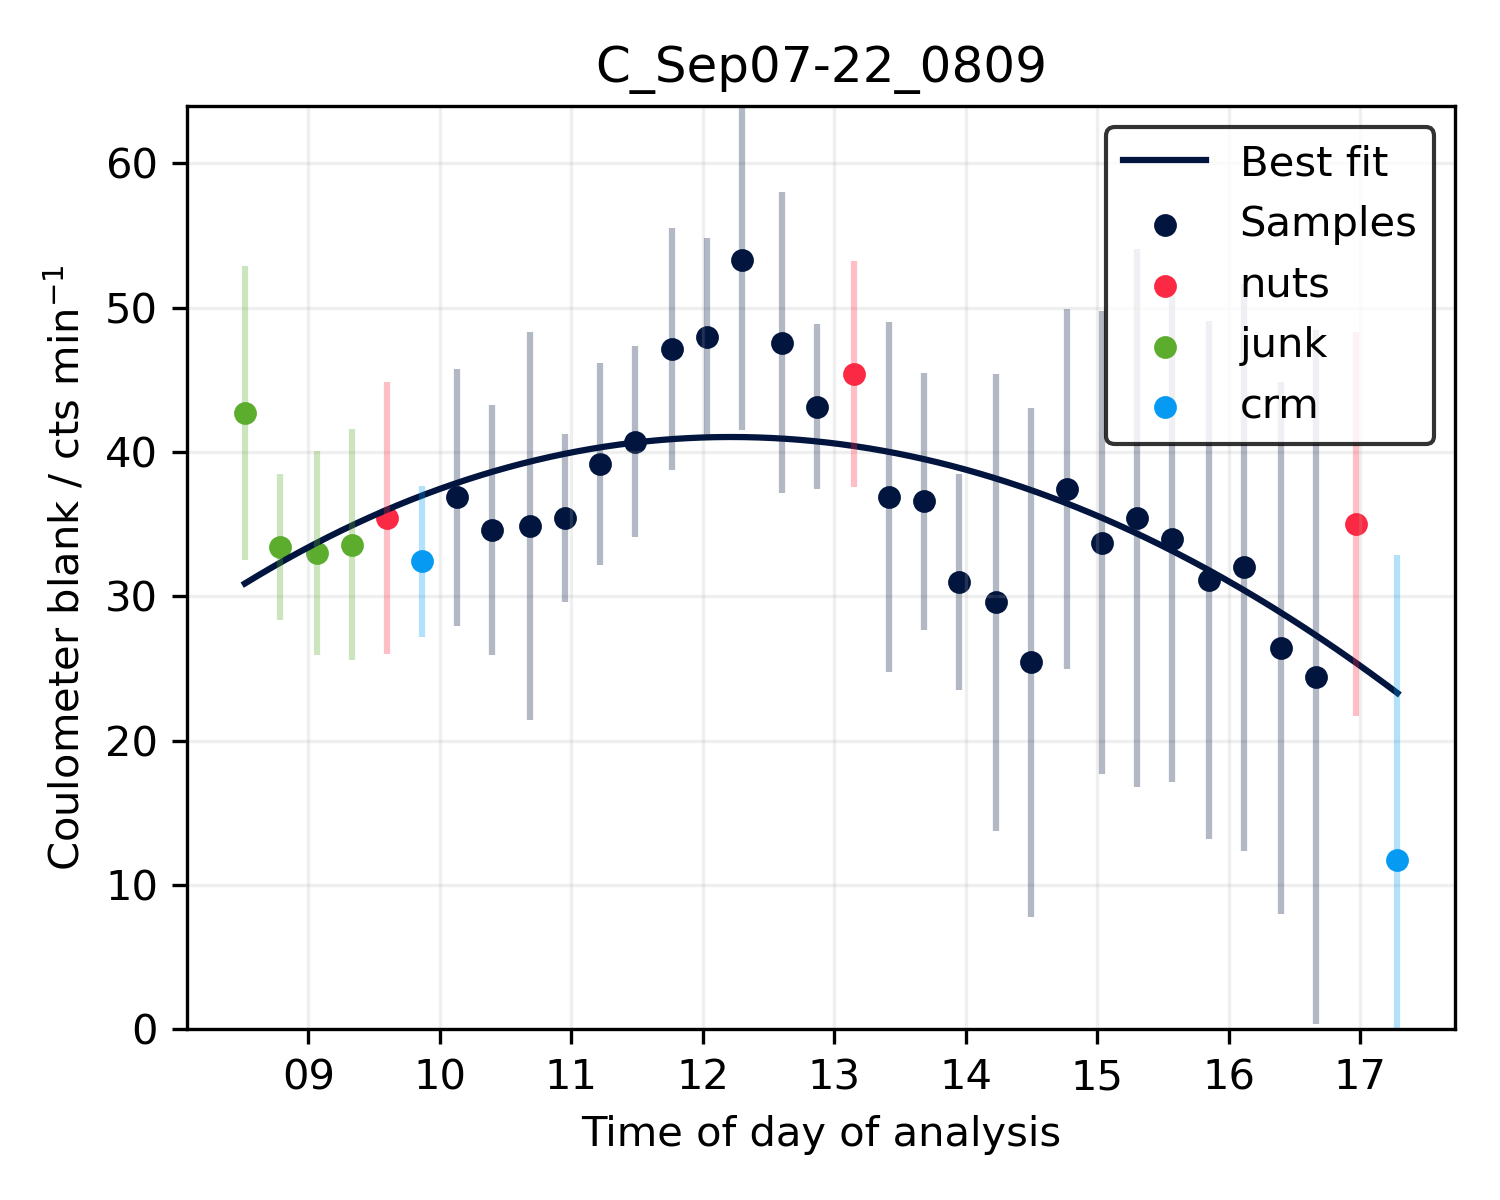 C_Sep07-22_0809
Coulometer blank / cts min⁻¹
60
50
40
30
20
10
0
Best fit
Samples
nuts
junk
crm
09 10 11 12 13 14 15 16 17
Time of day of analysis